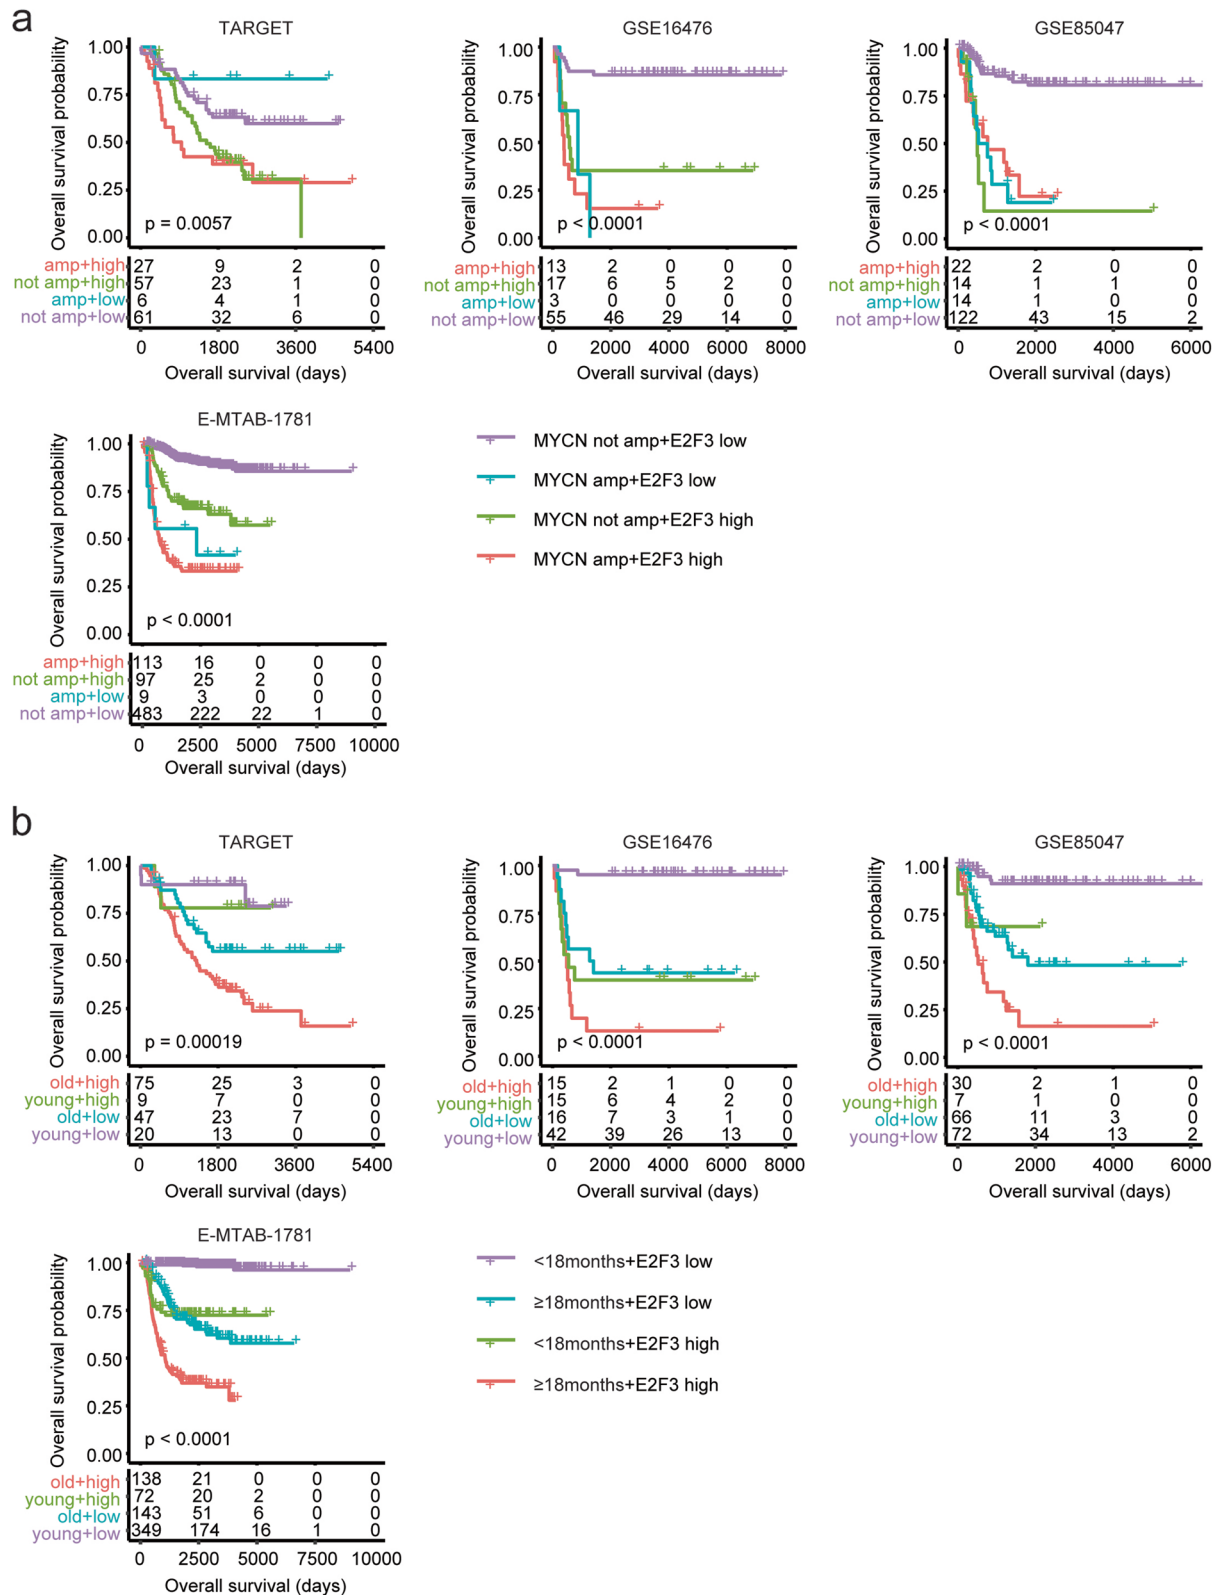 a
TARGET
Overall survival probability
1.00
0.75
0.50
0.25
0.00
p = 0.0057
amp+high 27 9 2 0
not amp+high 57 23 1 0
amp+low 6 4 1 0
not amp+low 61 32 6 0
0 1800 3600 5400
Overall survival (days)
GSE16476
Overall survival probability
1.00
0.75
0.50
0.25
0.00
p < 0.0001
amp+high 13 2 0 0 0
not amp+high 17 6 5 2 0
amp+low 3 0 0 0 0
not amp+low 55 46 29 14 0
0 2000 4000 6000 8000
Overall survival (days)
GSE85047
Overall survival probability
1.00
0.75
0.50
0.25
0.00
p < 0.0001
amp+high 22 2 0 0
not amp+high 14 1 1 0
amp+low 14 1 0 0
not amp+low 122 43 15 2
0 2000 4000 6000
Overall survival (days)
E-MTAB-1781
Overall survival probability
1.00
0.75
0.50
0.25
0.00
p < 0.0001
amp+high 113 16 0 0 0
not amp+high 97 25 2 0 0
amp+low 9 3 0 0 0
not amp+low 483 222 22 1 0
0 2500 5000 7500 10000
Overall survival (days)
MYCN not amp+E2F3 low
MYCN amp+E2F3 low
MYCN not amp+E2F3 high
MYCN amp+E2F3 high
b
TARGET
Overall survival probability
1.00
0.75
0.50
0.25
0.00
p = 0.00019
old+high 75 25 3 0
young+high 9 7 0 0
old+low 47 23 7 0
young+low 20 13 0 0
0 1800 3600 5400
Overall survival (days)
GSE16476
Overall survival probability
1.00
0.75
0.50
0.25
0.00
p < 0.0001
old+high 15 2 1 0 0
young+high 15 6 4 2 0
old+low 16 7 3 1 0
young+low 42 39 26 13 0
0 2000 4000 6000 8000
Overall survival (days)
GSE85047
Overall survival probability
1.00
0.75
0.50
0.25
0.00
p < 0.0001
old+high 30 2 1 0
young+high 7 1 0 0
old+low 66 11 3 0
young+low 72 34 13 2
0 2000 4000 6000
Overall survival (days)
E-MTAB-1781
Overall survival probability
1.00
0.75
0.50
0.25
0.00
p < 0.0001
old+high 138 21 0 0 0
young+high 72 20 2 0 0
old+low 143 51 6 0 0
young+low 349 174 16 1 0
0 2500 5000 7500 10000
Overall survival (days)
<18months+E2F3 low
≥18months+E2F3 low
<18months+E2F3 high
≥18months+E2F3 high